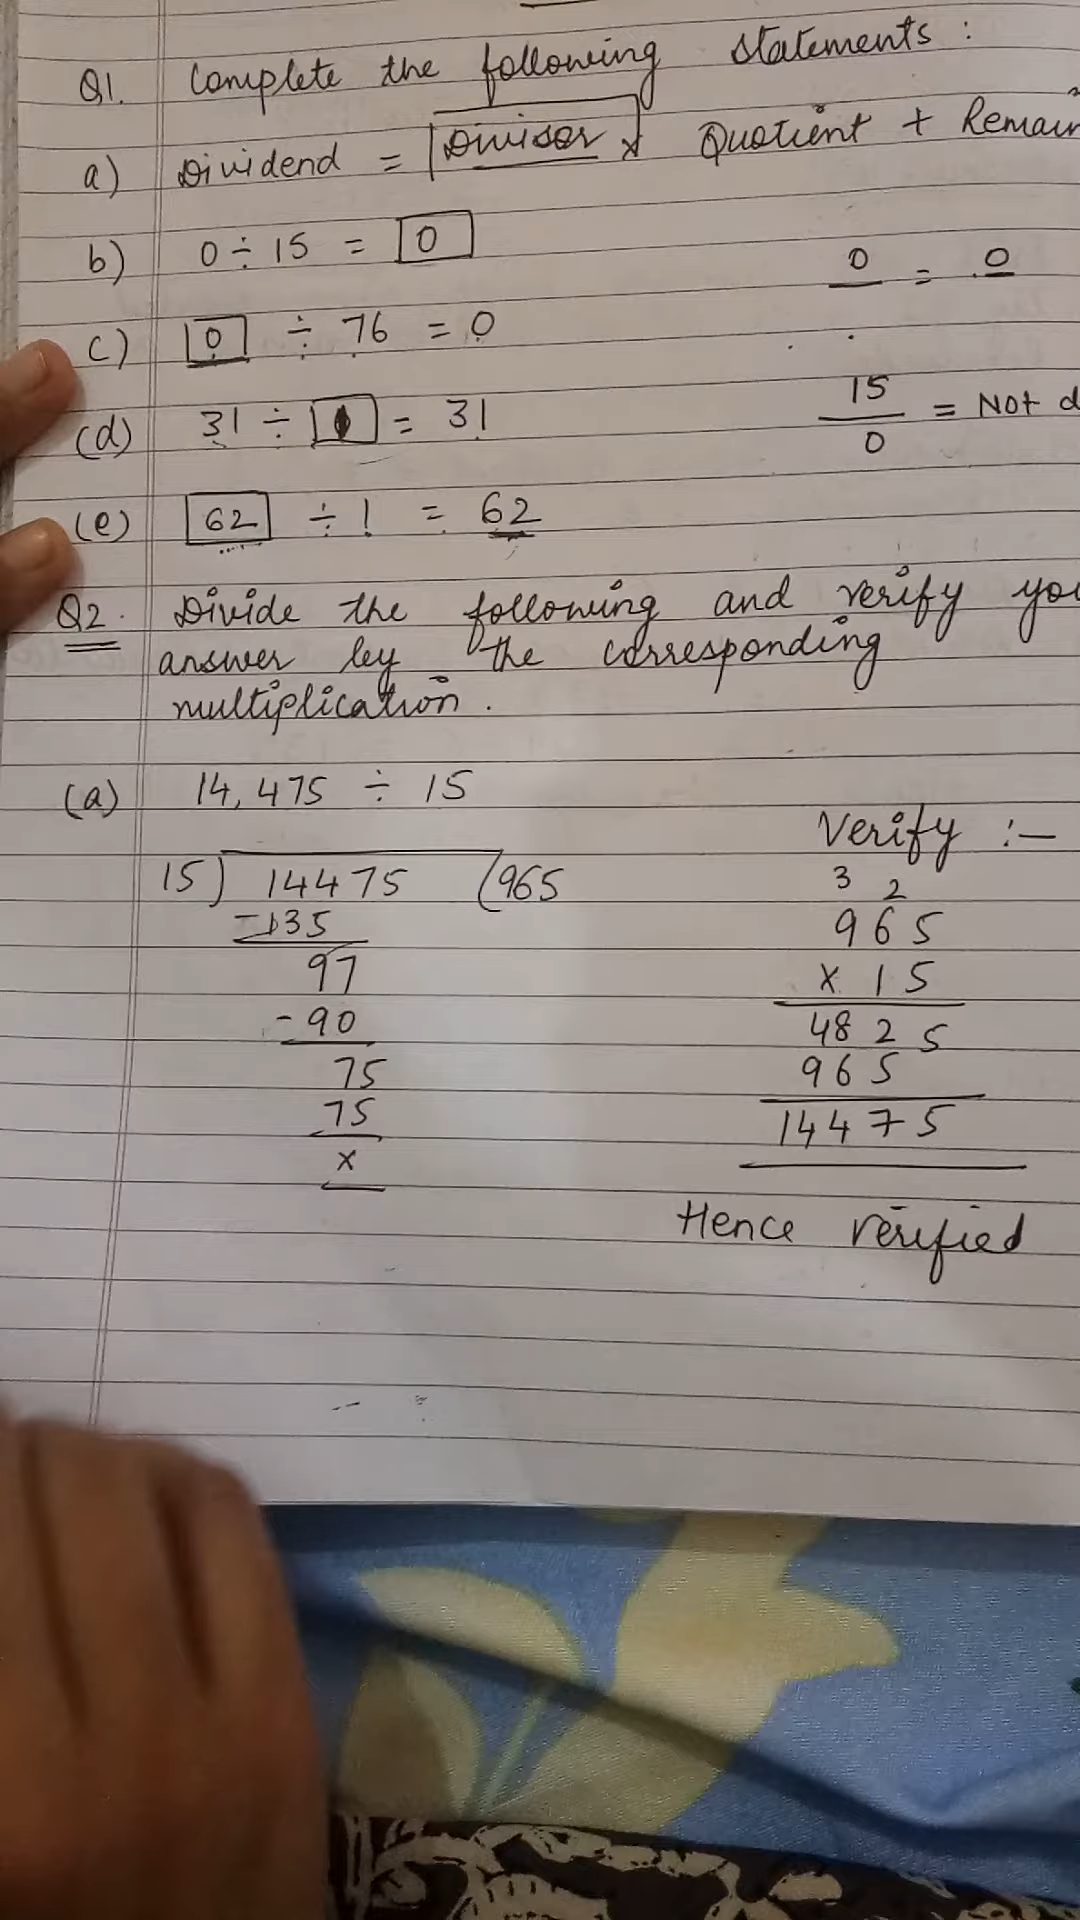 Q1. Complete the following statements :
a) Dividend = Divisor × Quotient + Remain
b) 0 ÷ 15 = 0
0 = 0
c) 0 ÷ 76 = 0
15
— = Not d
0
(d) 31 ÷ = 31
(e) 62 ÷ 1 = 62
Q2. Divide the following and verify you
answer by the corresponding
multiplication.
(a) 14,475 ÷ 15
15) 14475 (965
-135
97
-90
75
75
x
Verify :-
3 2
965
x 15
4825
965
14475
Hence verified